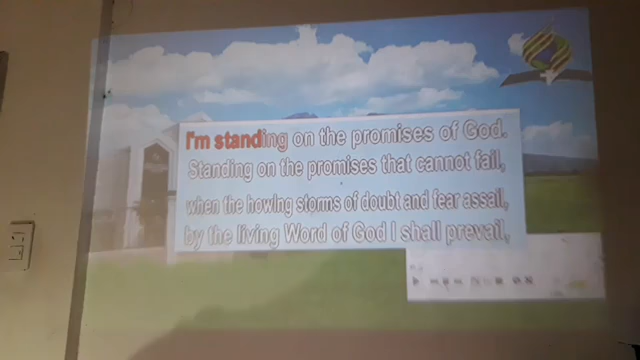 I'm standing on the promises of God.
Standing on the promises that cannot fail,
when the howling storms of doubt and fear assail,
by the living Word of God I shall prevail,